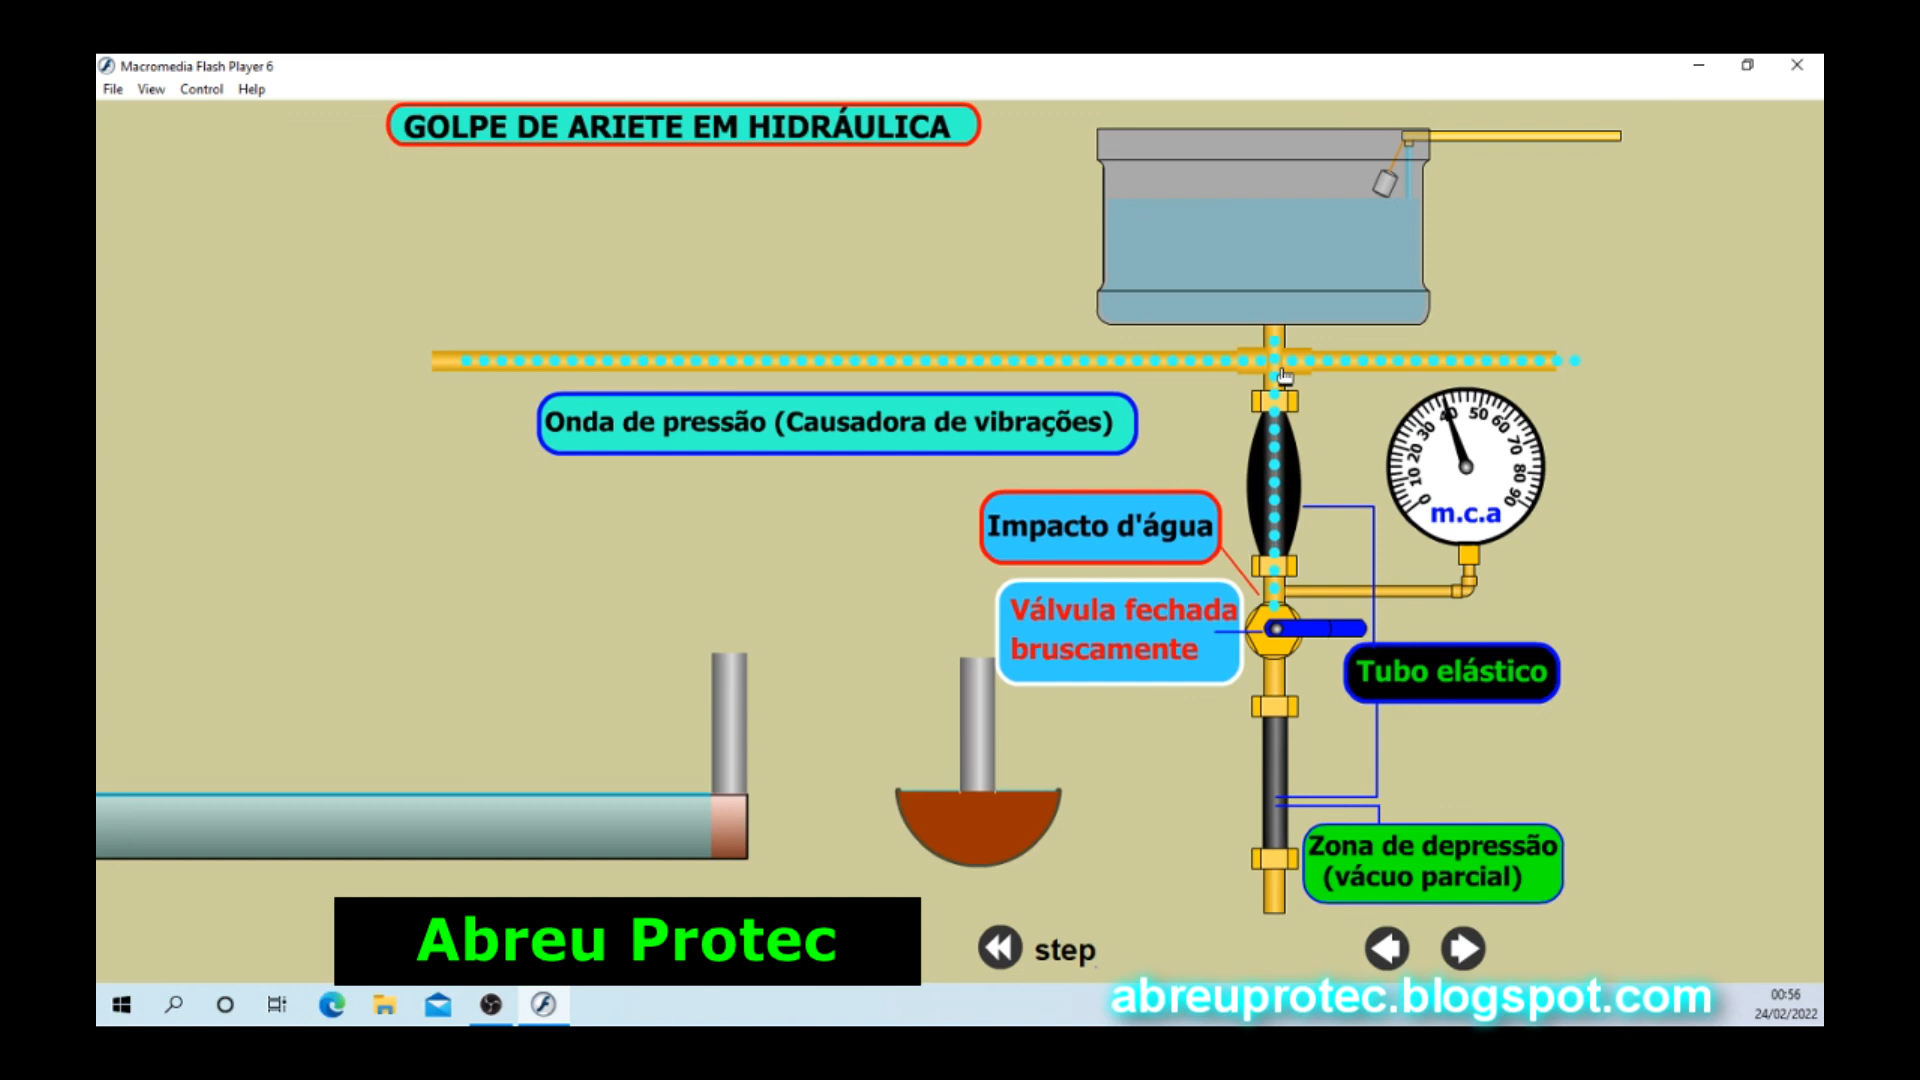 Macromedia Flash Player 6
File View Control Help
GOLPE DE ARIETE EM HIDRÁULICA
Onda de pressão (Causadora de vibrações)
0 10 20 30 40 50 60 70 80 90
m.c.a
Impacto d'água
Válvula fechada
bruscamente
Tubo elástico
Zona de depressão
(vácuo parcial)
Abreu Protec
step
abreuprotec.blogspot.com
00:56
24/02/2022